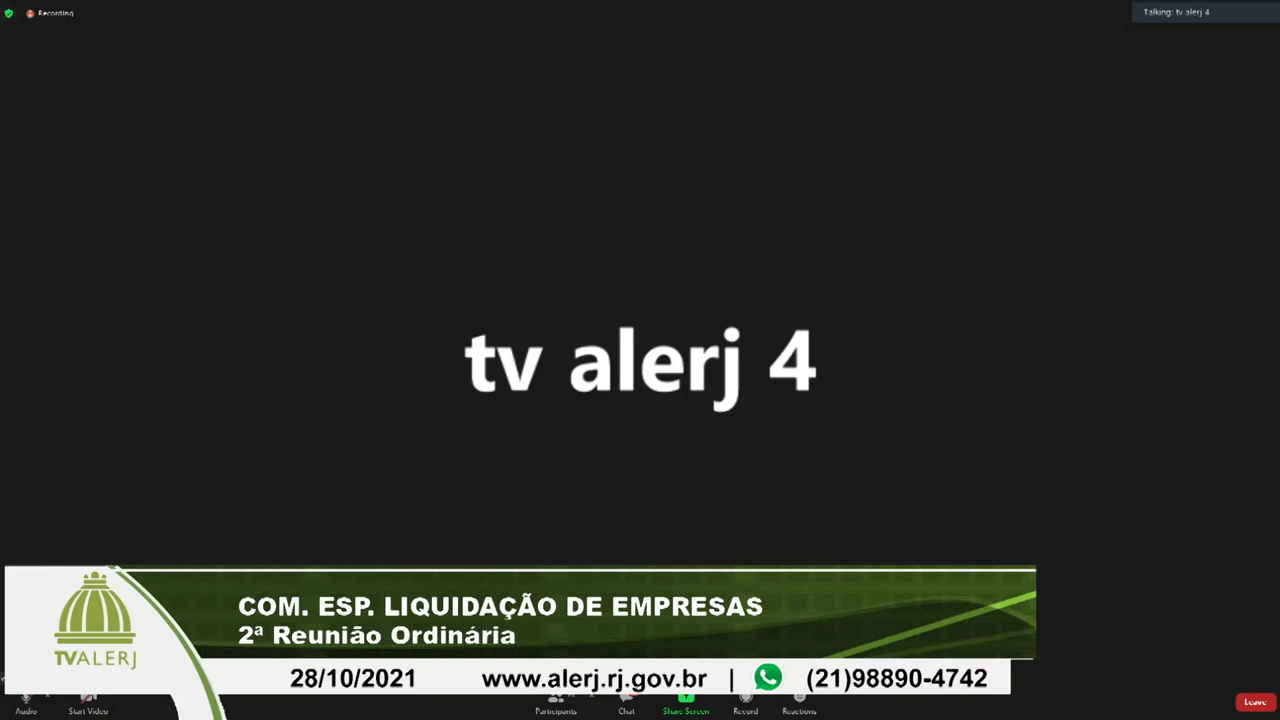 Recording
Talking: tv alerj 4
tv alerj 4
COM. ESP. LIQUIDAÇÃO DE EMPRESAS
2ª Reunião Ordinária
TVALERJ
28/10/2021 www.alerj.rj.gov.br | (21)98890-4742
Audio Start Video Participants Chat Share Screen Record Reactions Leave